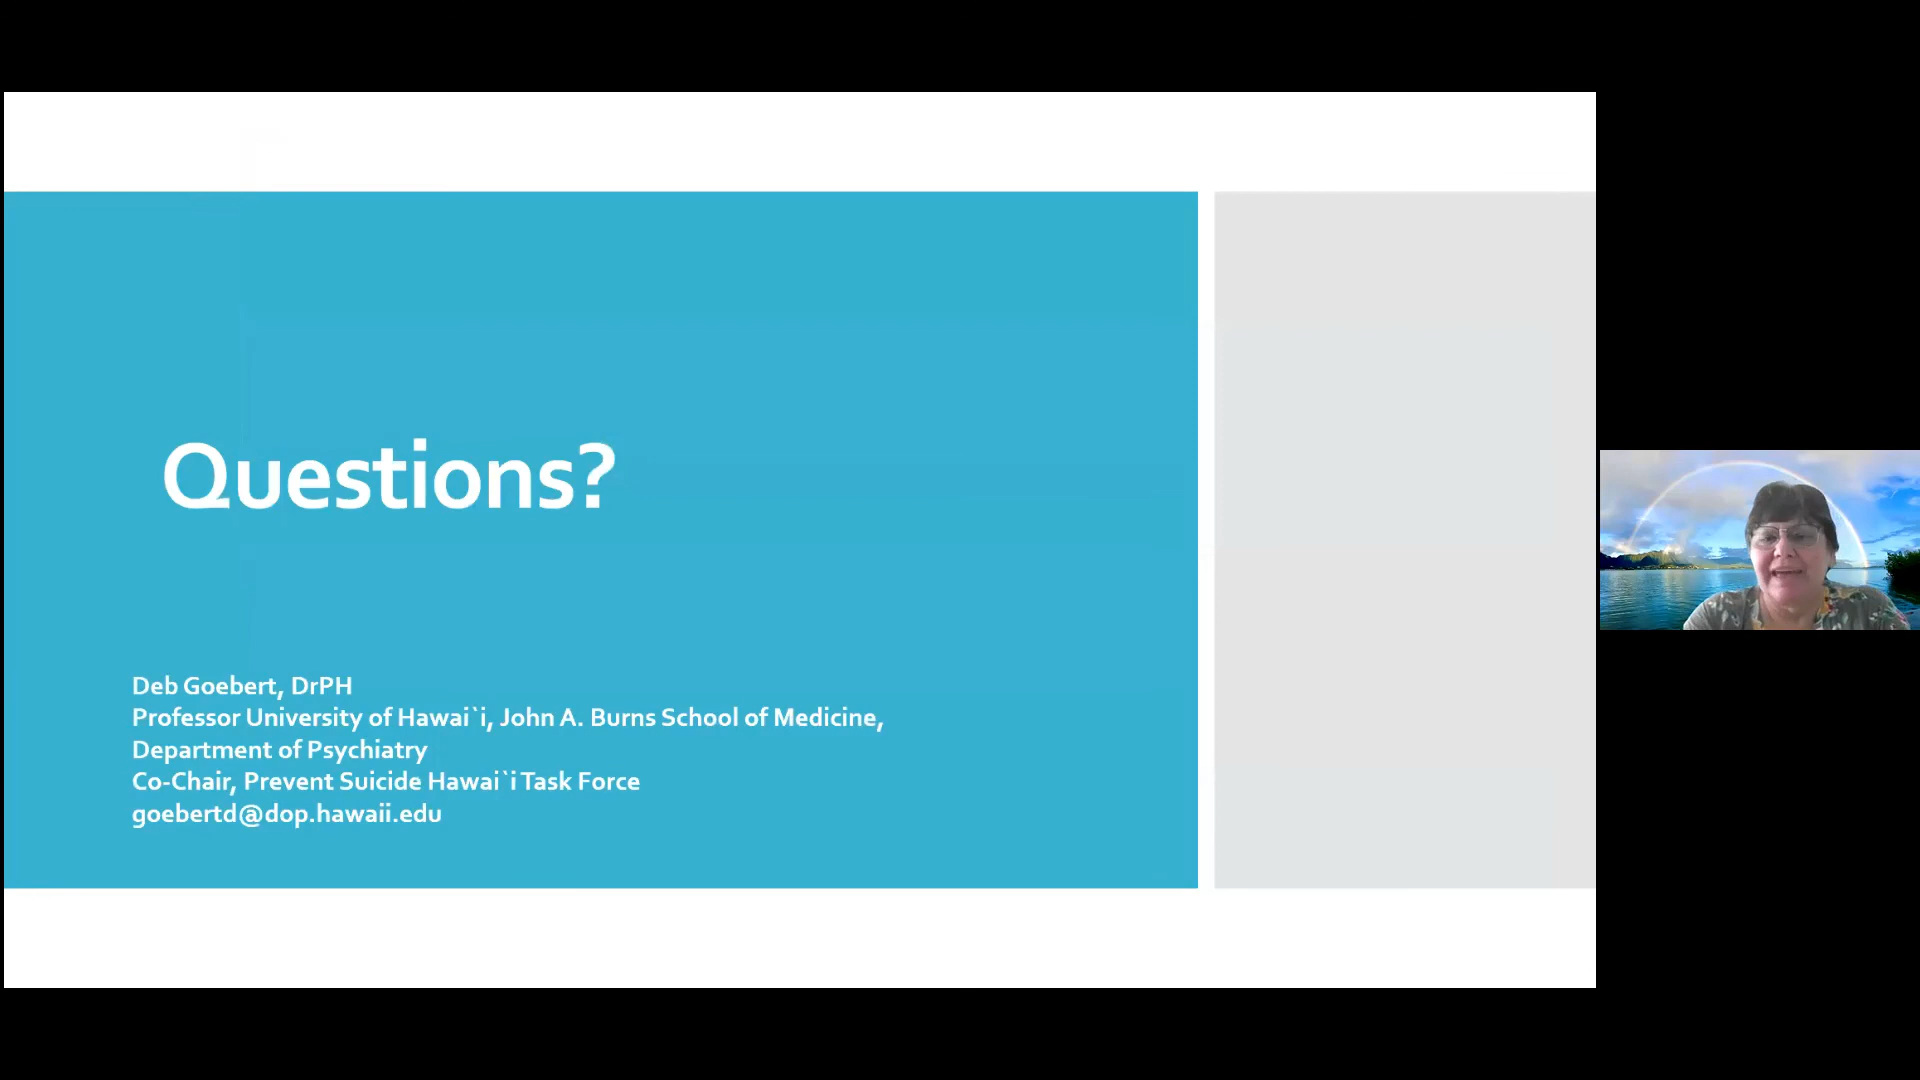 Questions?
Deb Goebert, DrPH
Professor University of Hawai`i, John A. Burns School of Medicine,
Department of Psychiatry
Co-Chair, Prevent Suicide Hawai`i Task Force
goebertd@dop.hawaii.edu